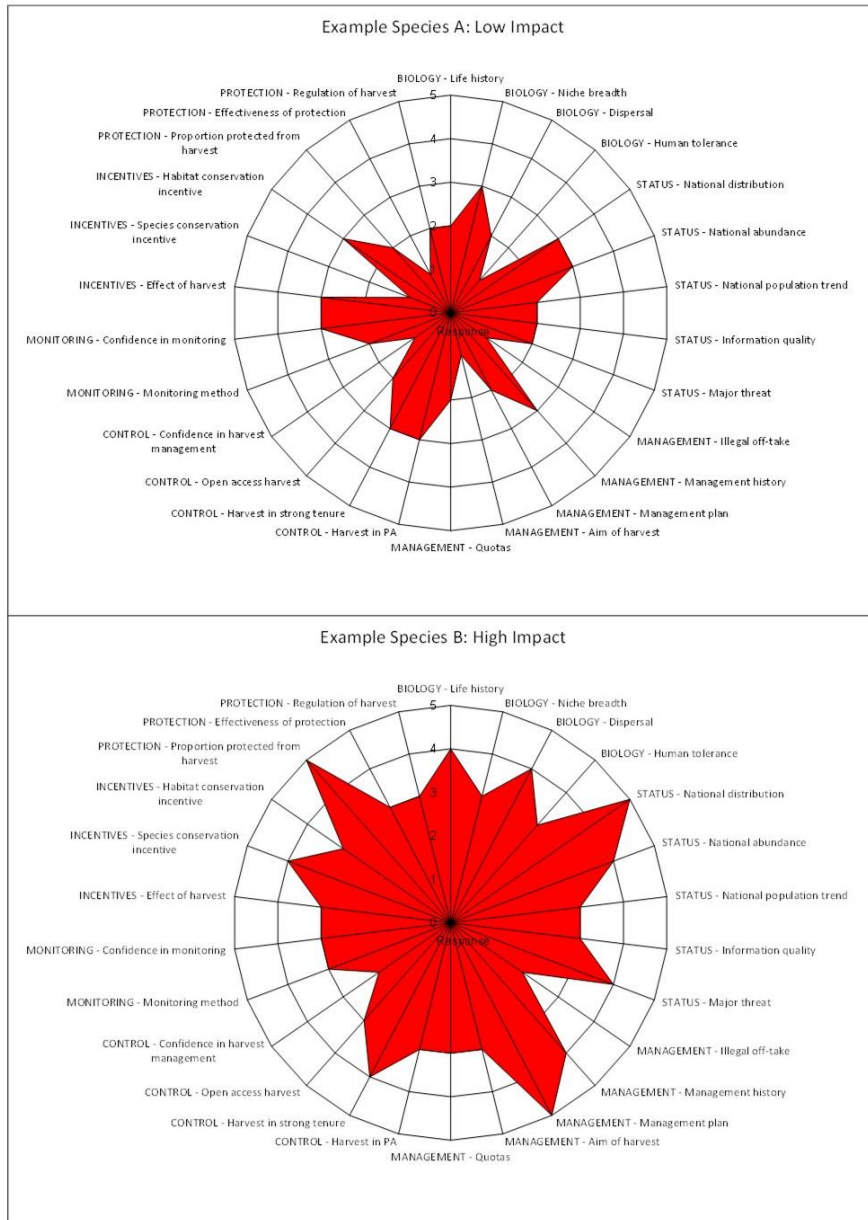 Example Species A: Low Impact
BIOLOGY - Life history
PROTECTION - Regulation of harvest
BIOLOGY - Niche breadth
PROTECTION - Effectiveness of protection
BIOLOGY - Dispersal
PROTECTION - Proportion protected from
harvest
BIOLOGY - Human tolerance
INCENTIVES - Habitat conservation
incentive
STATUS - National distribution
INCENTIVES - Species conservation
incentive
STATUS - National abundance
INCENTIVES - Effect of harvest
STATUS - National population trend
MONITORING - Confidence in monitoring
STATUS - Information quality
MONITORING - Monitoring method
STATUS - Major threat
CONTROL - Confidence in harvest
management
MANAGEMENT - Illegal off-take
CONTROL - Open access harvest
MANAGEMENT - Management history
CONTROL - Harvest in strong tenure
MANAGEMENT - Management plan
CONTROL - Harvest in PA
MANAGEMENT - Aim of harvest
MANAGEMENT - Quotas
5
4
3
2
1
0
Response
Example Species B: High Impact
BIOLOGY - Life history
PROTECTION - Regulation of harvest
BIOLOGY - Niche breadth
PROTECTION - Effectiveness of protection
BIOLOGY - Dispersal
PROTECTION - Proportion protected from
harvest
BIOLOGY - Human tolerance
INCENTIVES - Habitat conservation
incentive
STATUS - National distribution
INCENTIVES - Species conservation
incentive
STATUS - National abundance
INCENTIVES - Effect of harvest
STATUS - National population trend
MONITORING - Confidence in monitoring
STATUS - Information quality
MONITORING - Monitoring method
STATUS - Major threat
CONTROL - Confidence in harvest
management
MANAGEMENT - Illegal off-take
CONTROL - Open access harvest
MANAGEMENT - Management history
CONTROL - Harvest in strong tenure
MANAGEMENT - Management plan
CONTROL - Harvest in PA
MANAGEMENT - Aim of harvest
MANAGEMENT - Quotas
5
4
3
2
1
0
Response